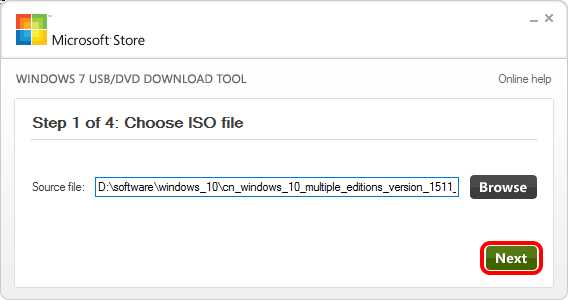 Microsoft Store
WINDOWS 7 USB/DVD DOWNLOAD TOOL
Online help
Step 1 of 4: Choose ISO file
Source file: D:\software\windows_10\cn_windows_10_multiple_editions_version_1511_ Browse
Next